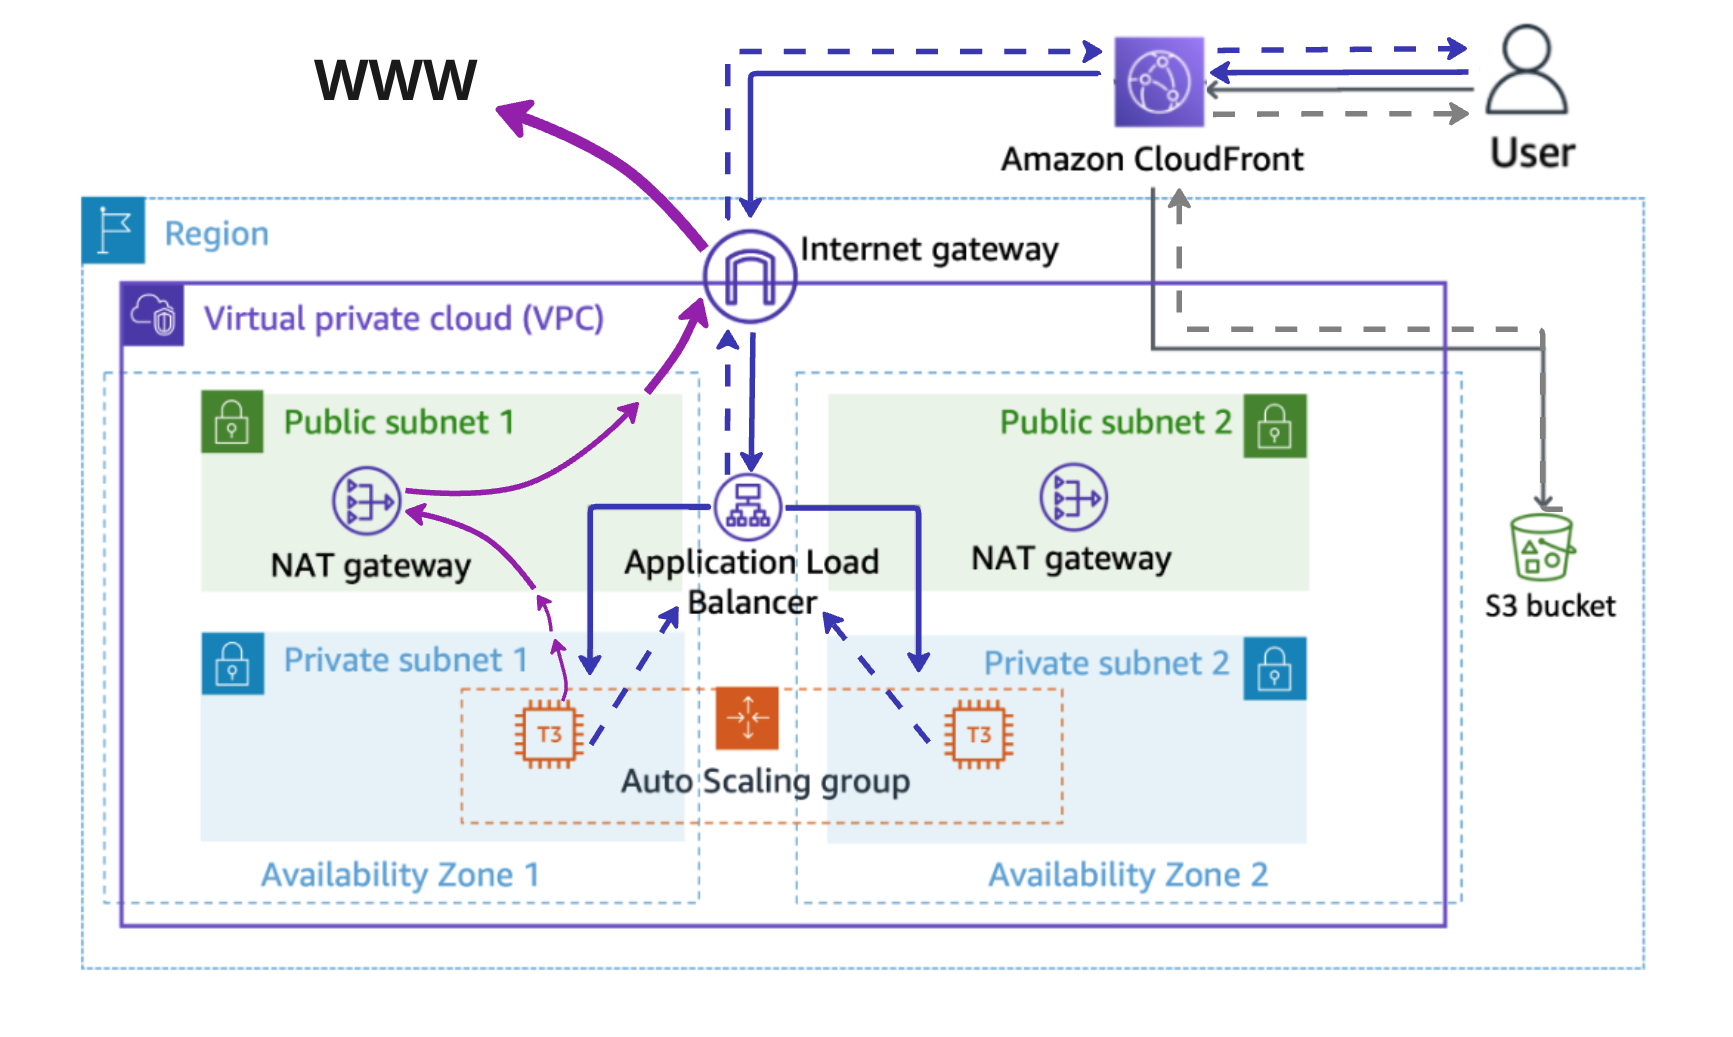 WWW
Amazon CloudFront
User
Region
Internet gateway
Virtual private cloud (VPC)
Public subnet 1
Public subnet 2
NAT gateway
Application Load
Balancer
NAT gateway
S3 bucket
Private subnet 1
Private subnet 2
T3
T3
Auto Scaling group
Availability Zone 1
Availability Zone 2